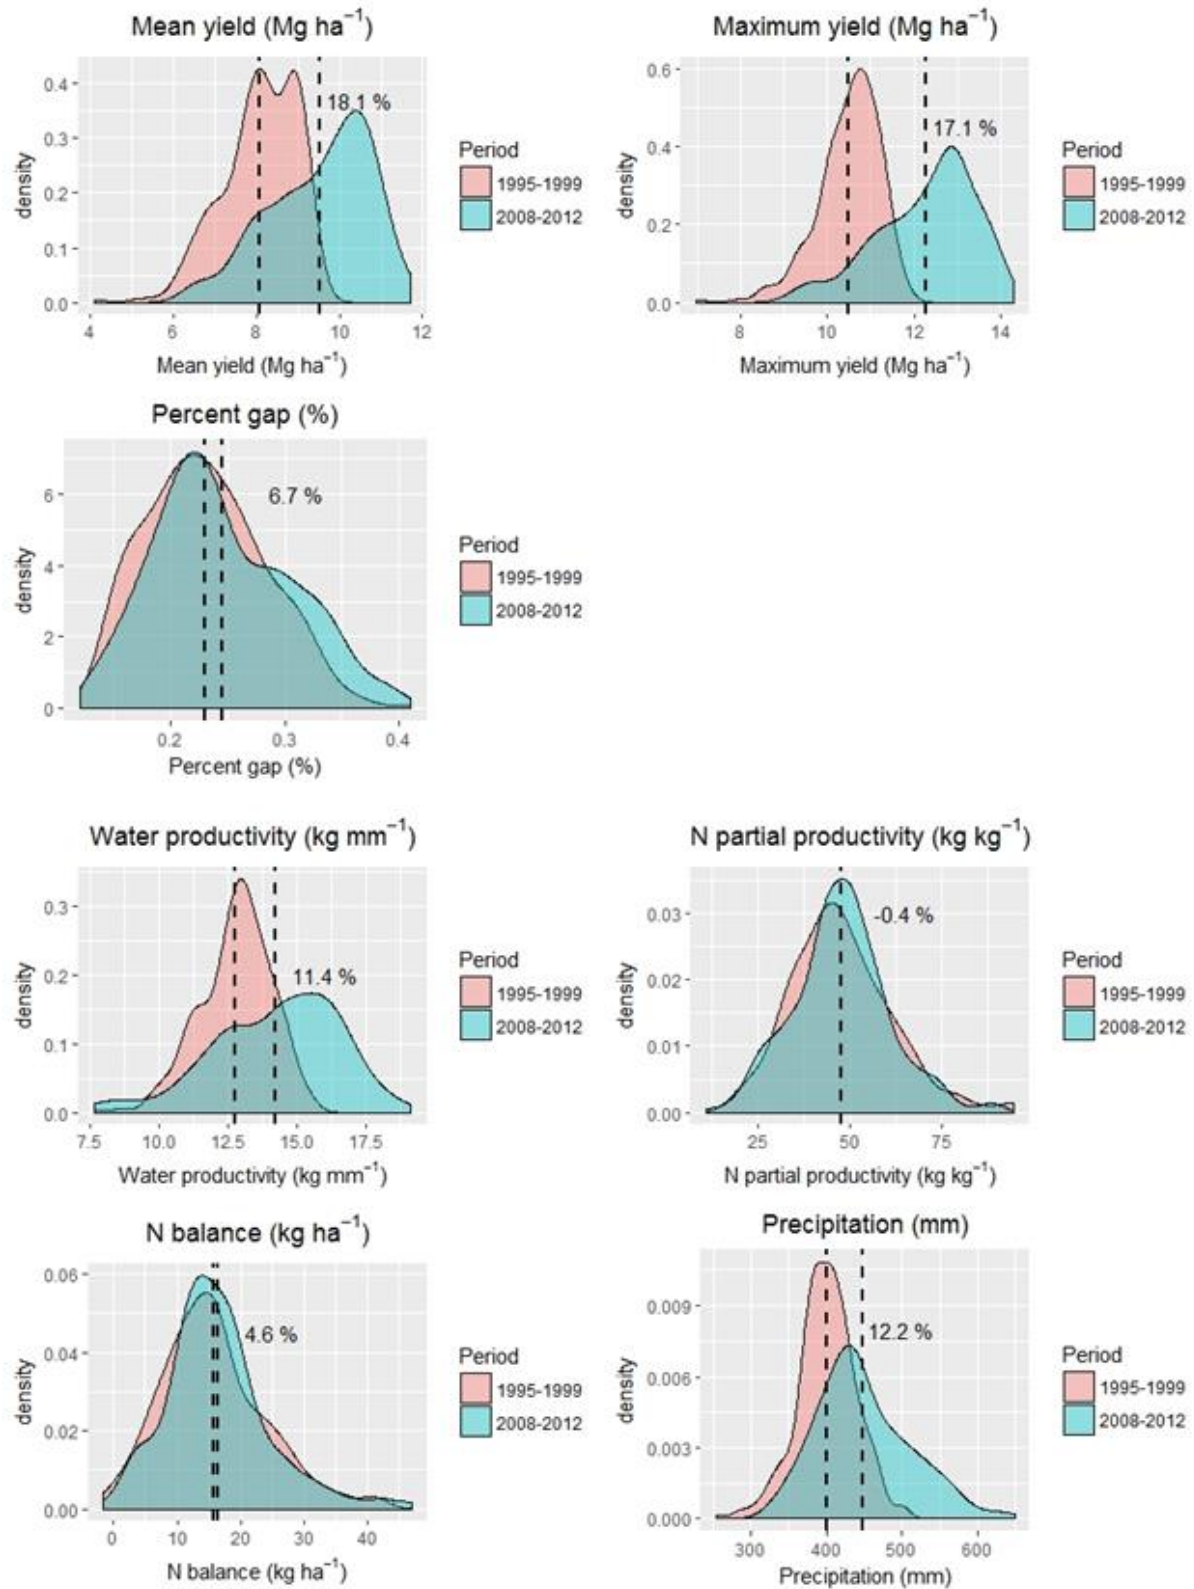 Mean yield (Mg ha⁻¹)
0.4
0.3
0.2
0.1
0.0
density
18.1 %
4 6 8 10 12
Mean yield (Mg ha⁻¹)
Period
1995-1999
2008-2012
Maximum yield (Mg ha⁻¹)
0.6
0.4
0.2
0.0
density
17.1 %
8 10 12 14
Maximum yield (Mg ha⁻¹)
Period
1995-1999
2008-2012
Percent gap (%)
6
4
2
0
density
6.7 %
0.2 0.3 0.4
Percent gap (%)
Period
1995-1999
2008-2012
Water productivity (kg mm⁻¹)
0.3
0.2
0.1
0.0
density
11.4 %
7.5 10.0 12.5 15.0 17.5
Water productivity (kg mm⁻¹)
Period
1995-1999
2008-2012
N partial productivity (kg kg⁻¹)
0.03
0.02
0.01
0.00
density
-0.4 %
25 50 75
N partial productivity (kg kg⁻¹)
Period
1995-1999
2008-2012
N balance (kg ha⁻¹)
0.06
0.04
0.02
0.00
density
4.6 %
0 10 20 30 40
N balance (kg ha⁻¹)
Period
1995-1999
2008-2012
Precipitation (mm)
0.009
0.006
0.003
0.000
density
12.2 %
300 400 500 600
Precipitation (mm)
Period
1995-1999
2008-2012